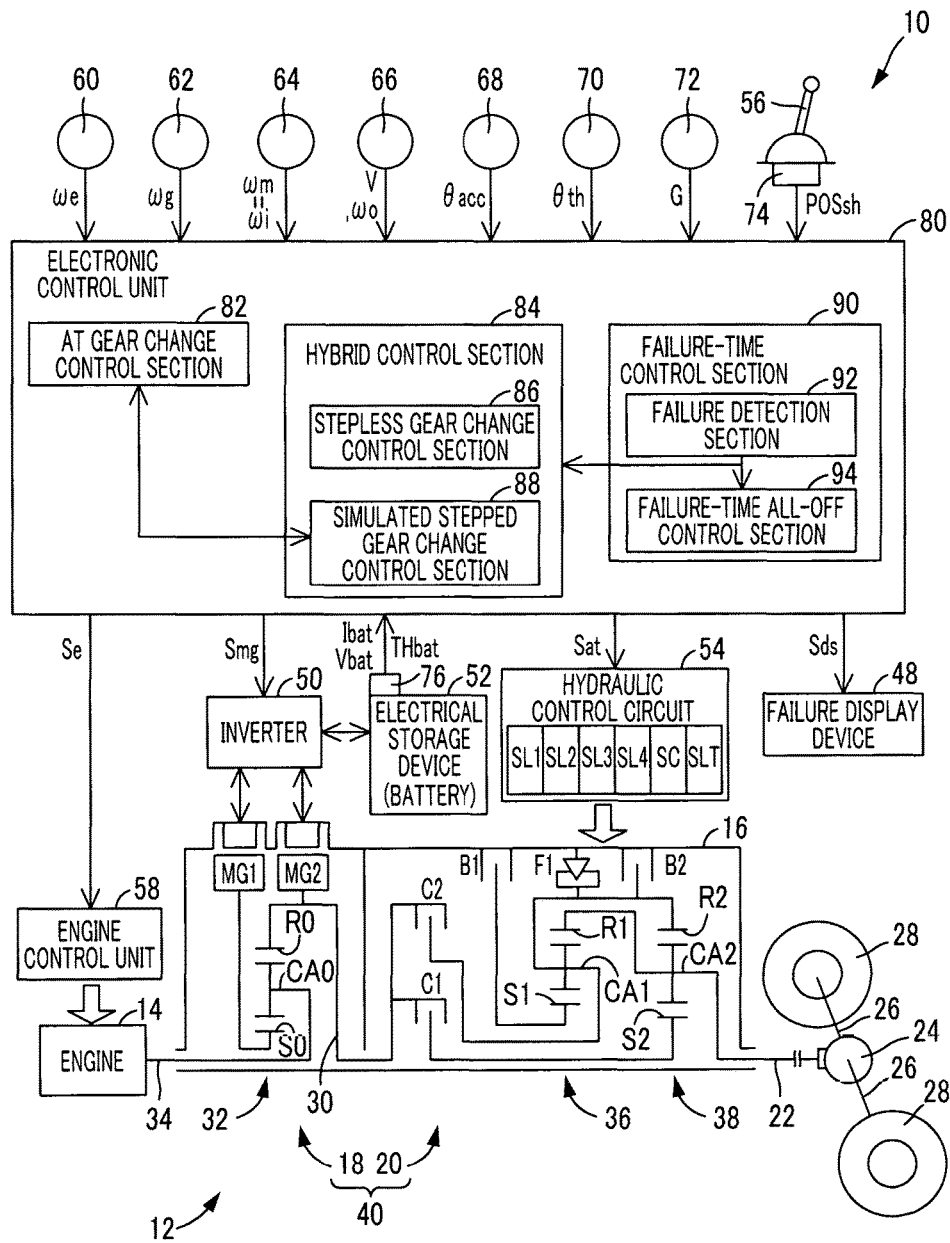 10
60
62
64
66
68
70
72
56
ωe
ωg
ωm
=
ωi
V
,ωo
θacc
θth
G
74
POSsh
80
ELECTRONIC
CONTROL UNIT
82
AT GEAR CHANGE
CONTROL SECTION
84
HYBRID CONTROL SECTION
86
STEPLESS GEAR CHANGE
CONTROL SECTION
88
SIMULATED STEPPED
GEAR CHANGE
CONTROL SECTION
90
FAILURE-TIME
CONTROL SECTION
92
FAILURE DETECTION
SECTION
94
FAILURE-TIME ALL-OFF
CONTROL SECTION
Se
Smg
Ibat
Vbat
THbat
Sat
Sds
50
INVERTER
76
52
ELECTRICAL
STORAGE
DEVICE
(BATTERY)
54
HYDRAULIC
CONTROL CIRCUIT
SL1 SL2 SL3 SL4 SC SLT
48
FAILURE DISPLAY
DEVICE
16
MG1
MG2
B1
F1
B2
C2
C1
R0
CA0
S0
R1
R2
CA1
CA2
S1
S2
58
ENGINE
CONTROL UNIT
14
ENGINE
28
26
24
26
28
34
32
30
36
38
22
18 20
40
12